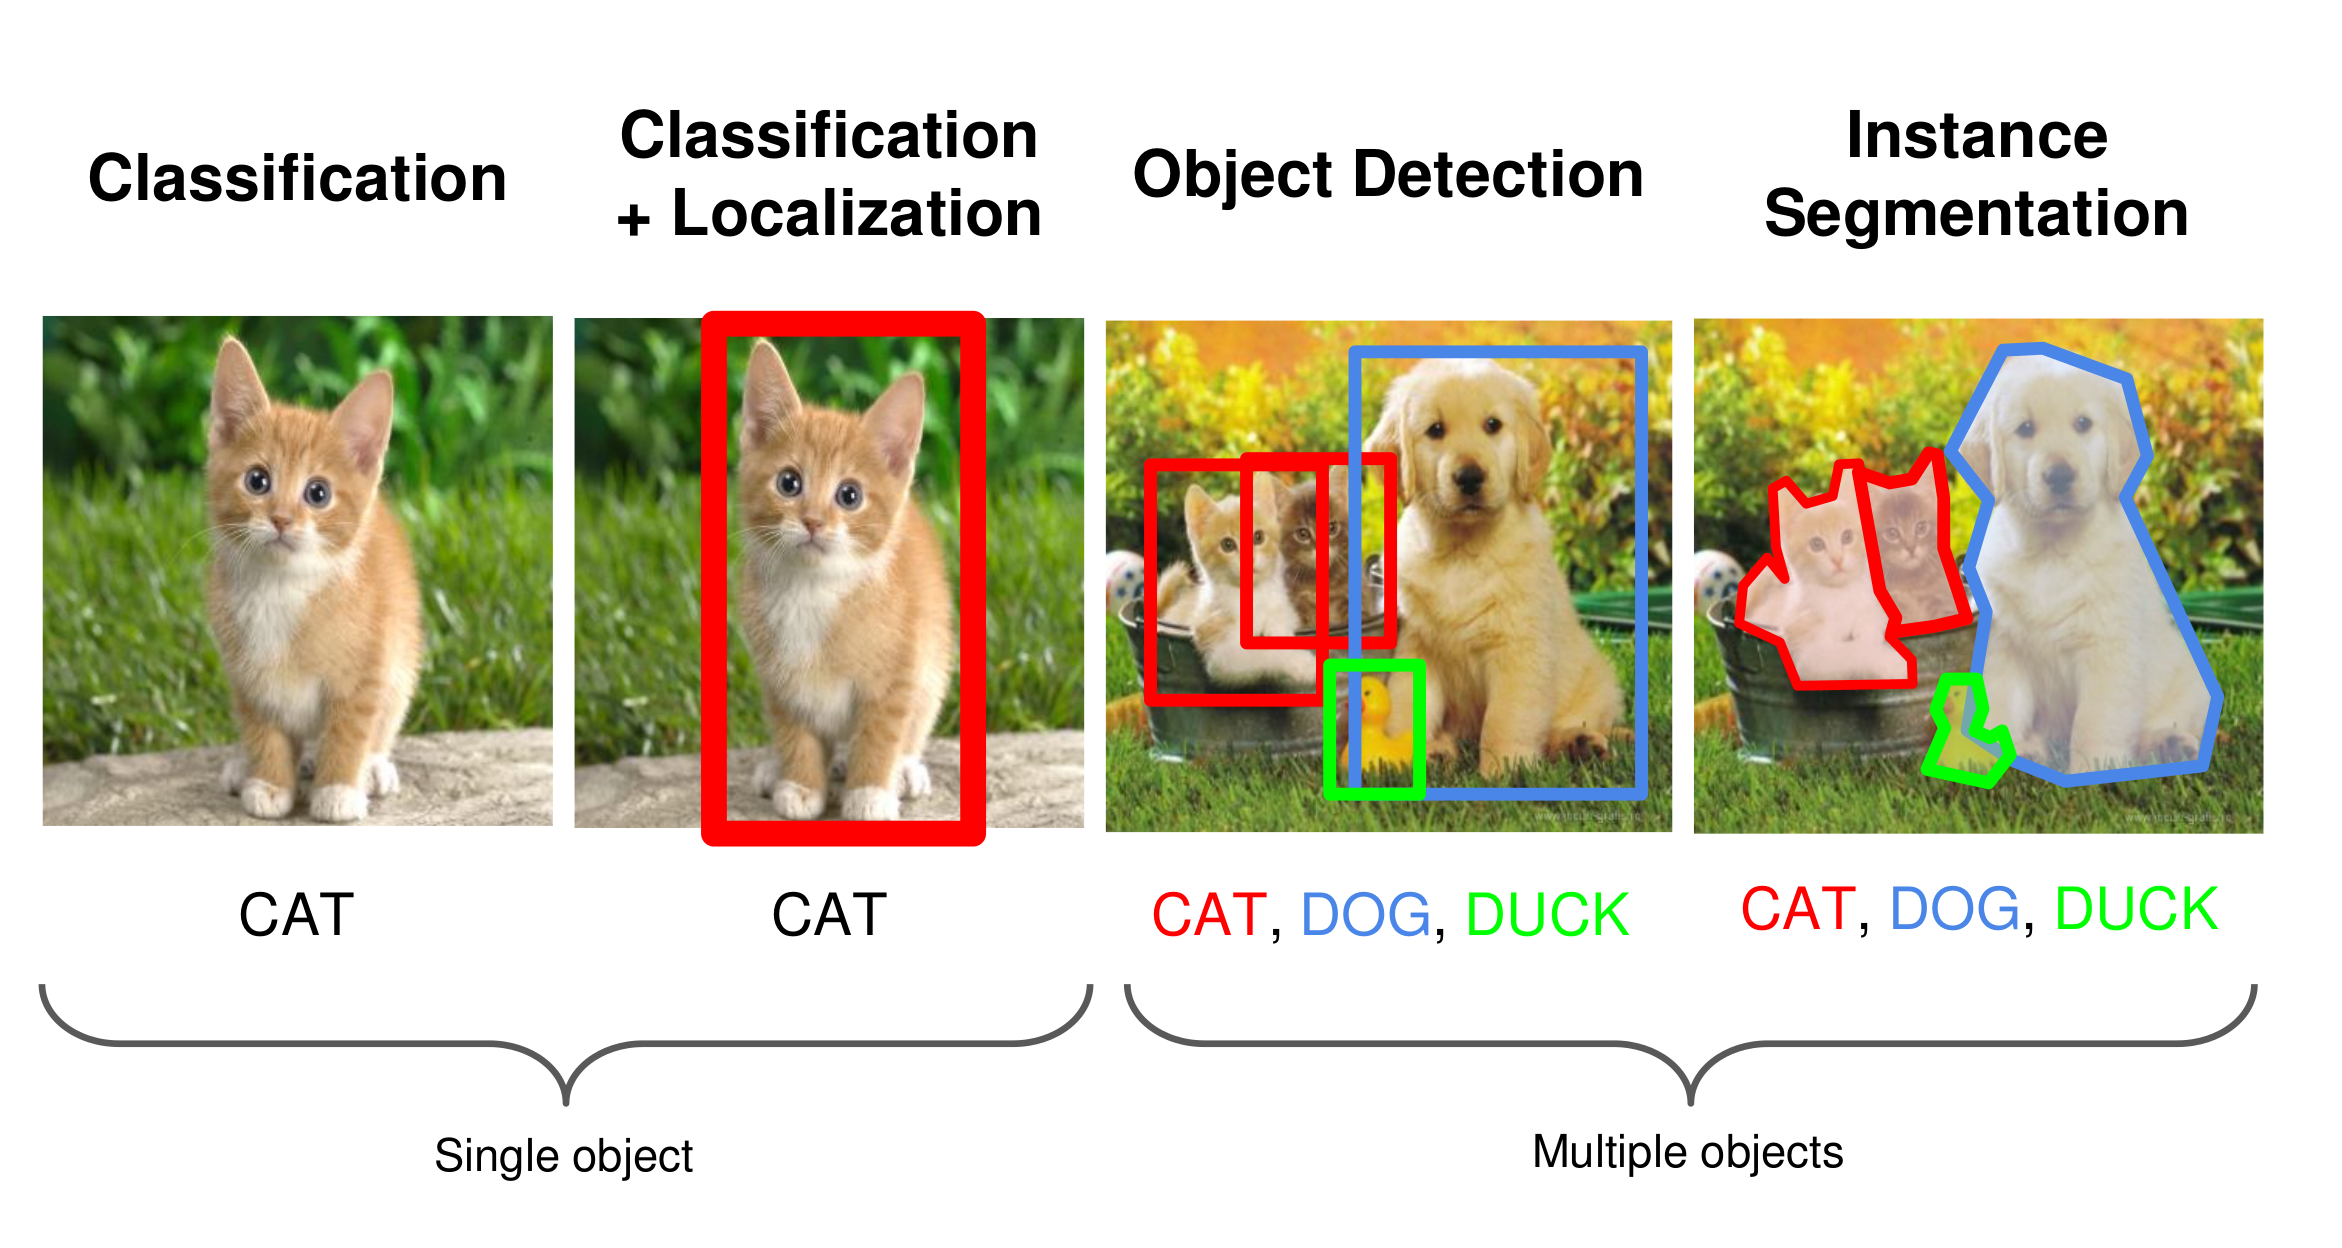 Classification
Classification
+ Localization
Object Detection
Instance
Segmentation
CAT
CAT
CAT, DOG, DUCK
CAT, DOG, DUCK
Single object
Multiple objects